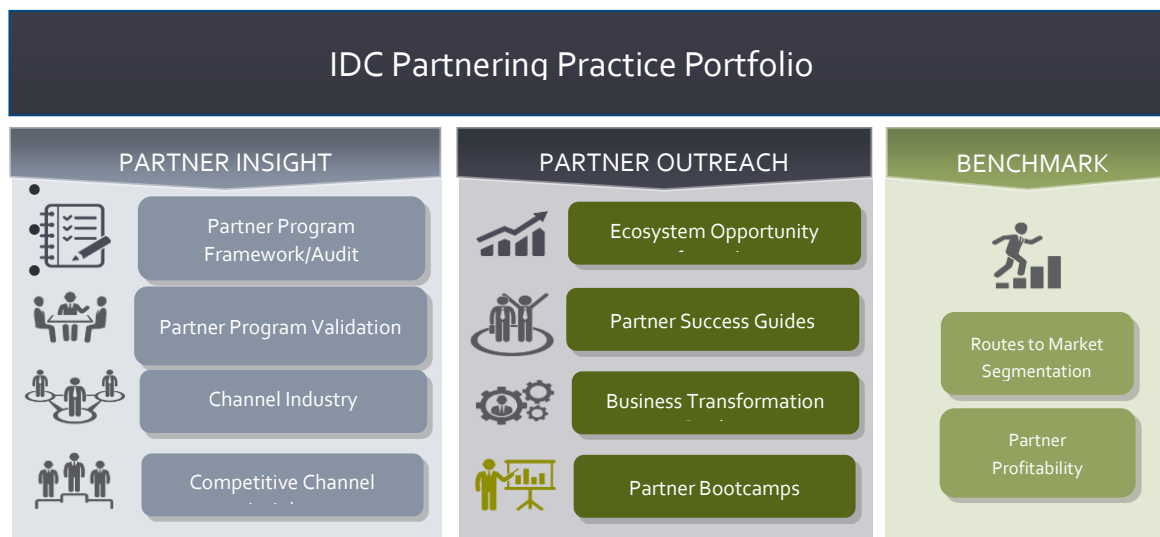 IDC Partnering Practice Portfolio
PARTNER INSIGHT
Partner Program
Framework/Audit
Partner Program Validation
Channel Industry
Competitive Channel
PARTNER OUTREACH
Ecosystem Opportunity
Partner Success Guides
Business Transformation
Partner Bootcamps
BENCHMARK
Routes to Market
Segmentation
Partner
Profitability